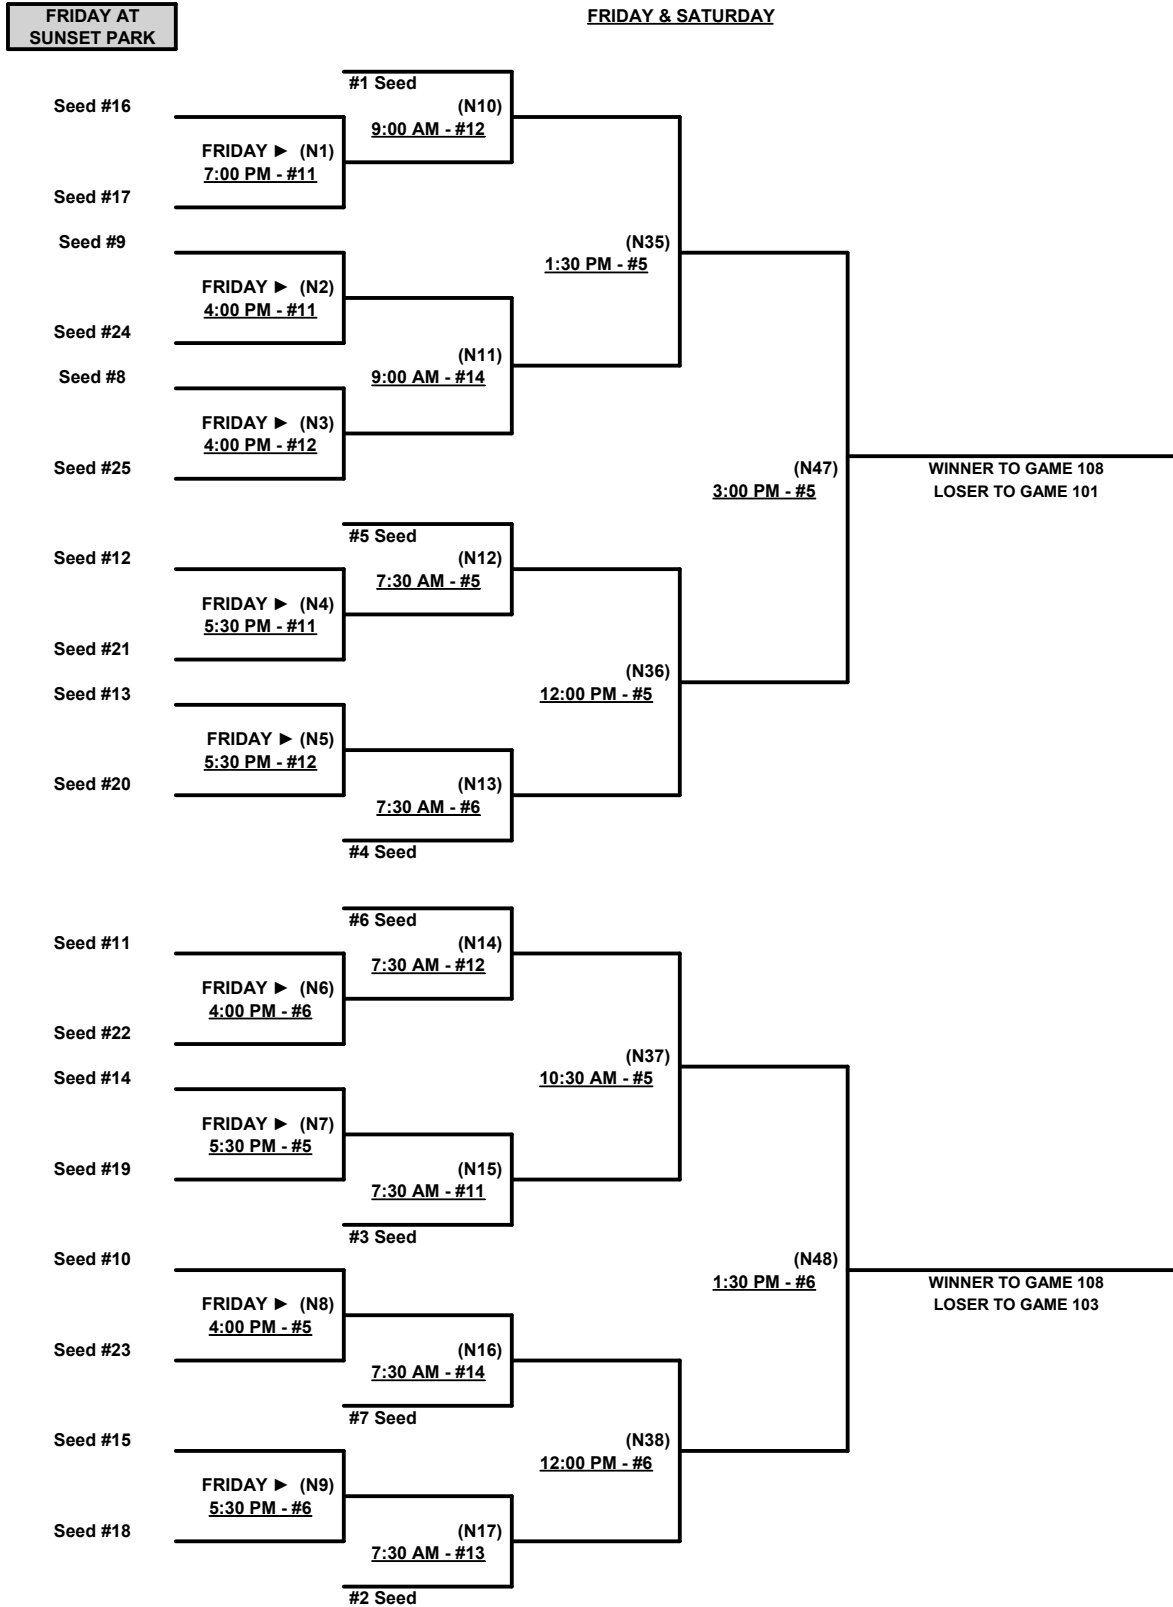 FRIDAY AT
SUNSET PARK
FRIDAY & SATURDAY
#1 Seed
Seed #16
(N10)
9:00 AM - #12
FRIDAY ► (N1)
7:00 PM - #11
Seed #17
Seed #9
(N35)
1:30 PM - #5
FRIDAY ► (N2)
4:00 PM - #11
Seed #24
(N11)
9:00 AM - #14
Seed #8
FRIDAY ► (N3)
4:00 PM - #12
Seed #25
(N47)
3:00 PM - #5
WINNER TO GAME 108
LOSER TO GAME 101
#5 Seed
Seed #12
(N12)
7:30 AM - #5
FRIDAY ► (N4)
5:30 PM - #11
Seed #21
(N36)
12:00 PM - #5
Seed #13
FRIDAY ► (N5)
5:30 PM - #12
Seed #20
(N13)
7:30 AM - #6
#4 Seed
#6 Seed
Seed #11
(N14)
7:30 AM - #12
FRIDAY ► (N6)
4:00 PM - #6
Seed #22
(N37)
10:30 AM - #5
Seed #14
FRIDAY ► (N7)
5:30 PM - #5
Seed #19
(N15)
7:30 AM - #11
#3 Seed
Seed #10
(N48)
1:30 PM - #6
WINNER TO GAME 108
LOSER TO GAME 103
FRIDAY ► (N8)
4:00 PM - #5
Seed #23
(N16)
7:30 AM - #14
#7 Seed
Seed #15
(N38)
12:00 PM - #6
FRIDAY ► (N9)
5:30 PM - #6
Seed #18
(N17)
7:30 AM - #13
#2 Seed